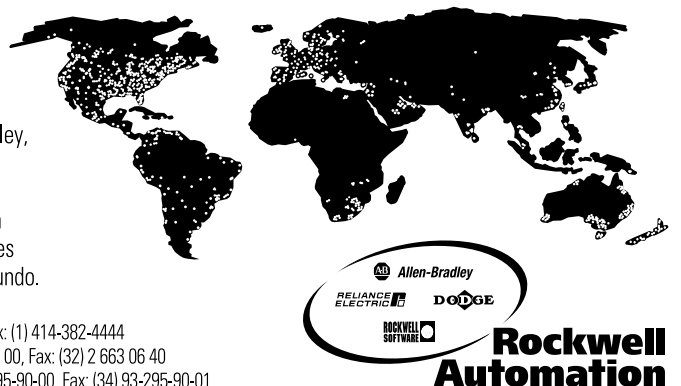 ley,
es
undo.
x: (1) 414-382-4444
00, Fax: (32) 2 663 06 40
95-90-00, Fax: (34) 93-295-90-01
A-B Allen-Bradley
RELIANCE ELECTRIC
DODGE
ROCKWELL SOFTWARE
Rockwell
Automation